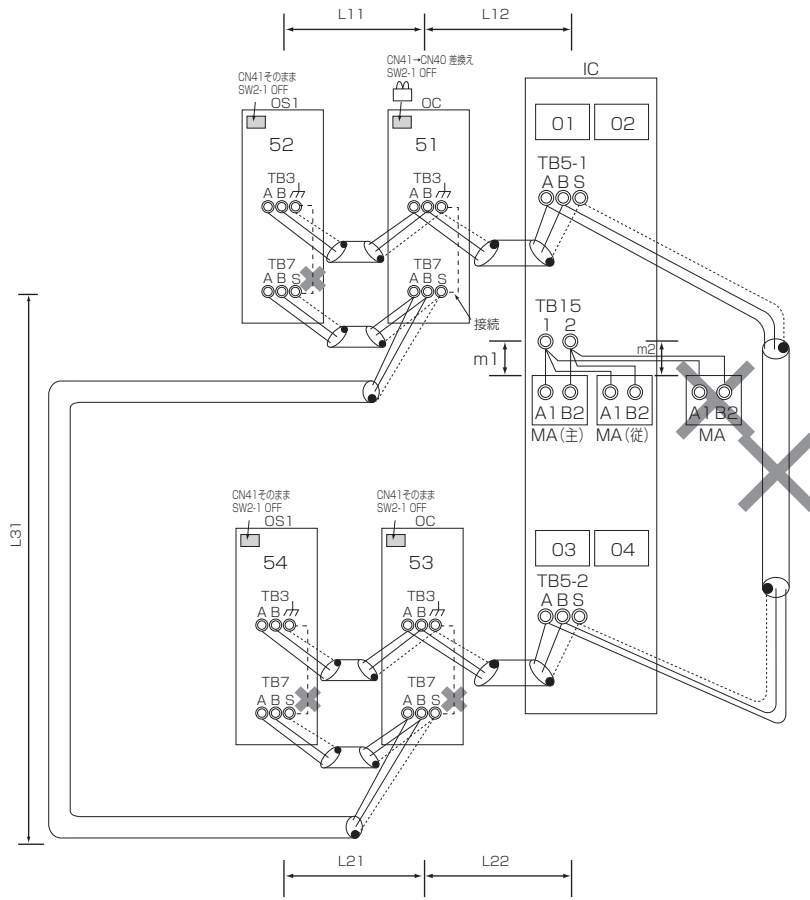 L11
L12
CN41そのまま
SW2-1 OFF
OS1
CN41→CN40 差換え
SW2-1 OFF
OC
IC
52
51
01
02
TB3
A B
TB3
A B
TB5-1
A B S
TB7
A B S
TB7
A B S
接続
TB15
1 2
m1
m2
A1 B2
MA(主)
A1 B2
MA(従)
A1 B2
MA
L31
CN41そのまま
SW2-1 OFF
OS1
CN41そのまま
SW2-1 OFF
OC
54
53
03
04
TB3
A B
TB3
A B
TB5-2
A B S
TB7
A B S
TB7
A B S
L21
L22